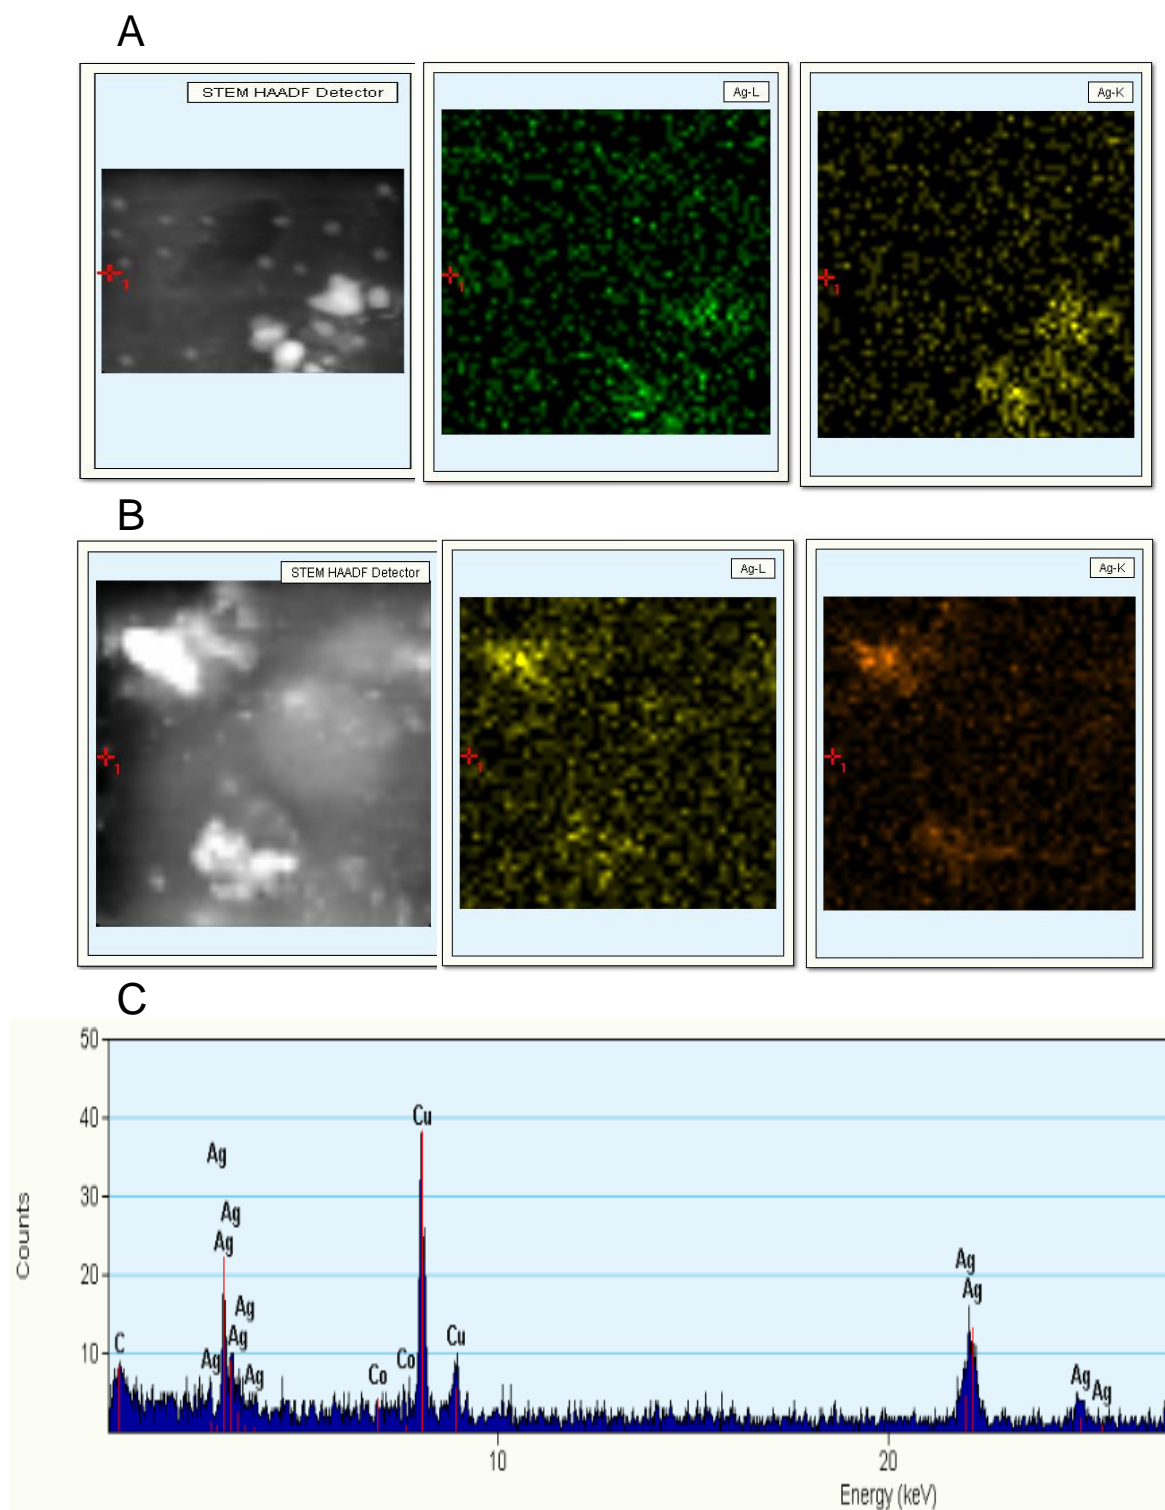 A
STEM HAADF Detector
Ag-L
Ag-K
1
1
1
B
STEM HAADF Detector
Ag-L
Ag-K
1
1
1
C
50
40
30
20
10
Counts
Ag
Ag
Ag
Ag
Ag
Ag
Ag
C
Co
Co
Cu
Cu
Ag
Ag
Ag
Ag
10
20
Energy (keV)